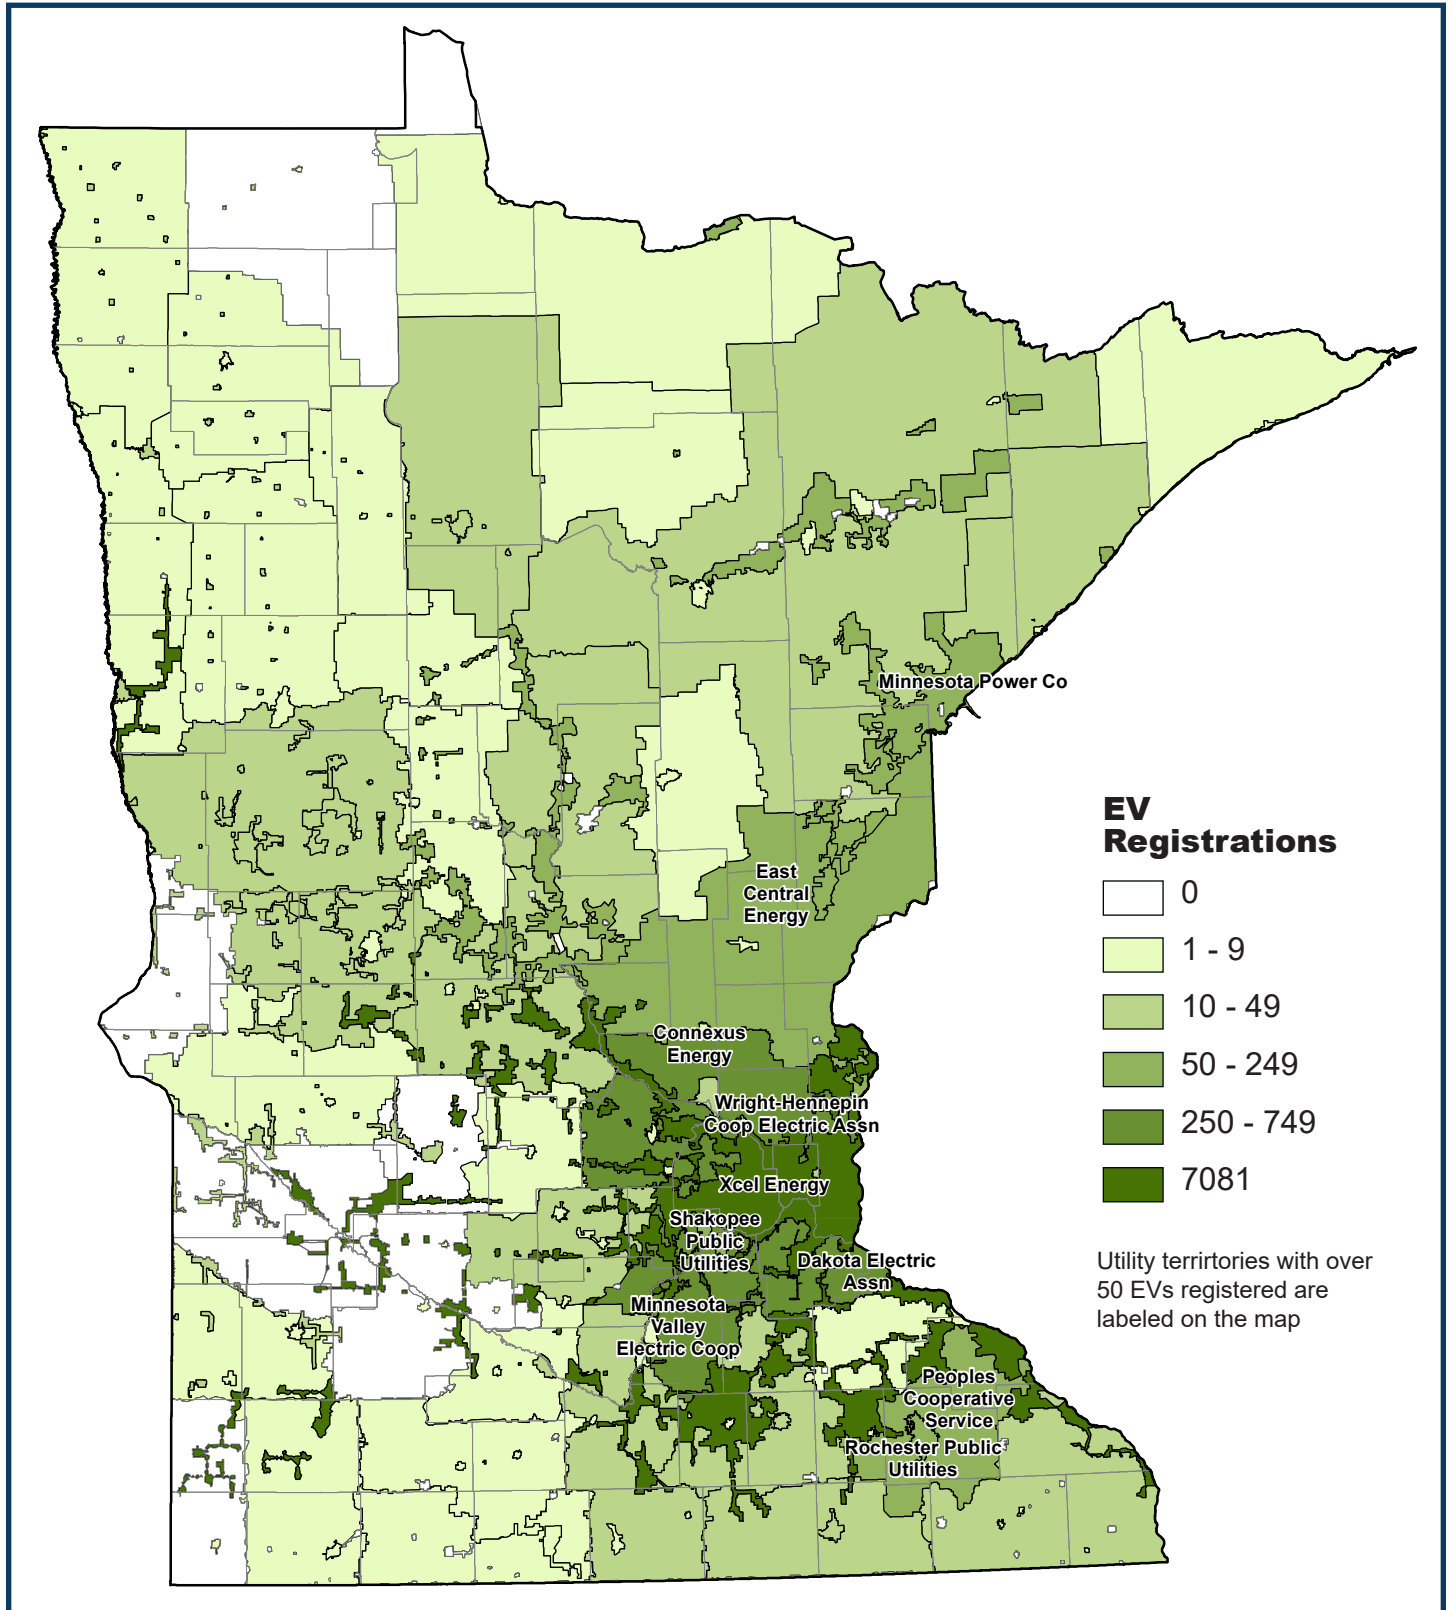 Minnesota Power Co
EV
Registrations
0
East
Central
Energy
1 - 9
10 - 49
Connexus
Energy
50 - 249
Wright-Hennepin
Coop Electric Assn
250 - 749
Xcel Energy
7081
Shakopee
Public
Utilities
Dakota Electric
Assn
Utility terrirtories with over
50 EVs registered are
labeled on the map
Minnesota
Valley
Electric Coop
Peoples
Cooperative
Service
Rochester Public
Utilities